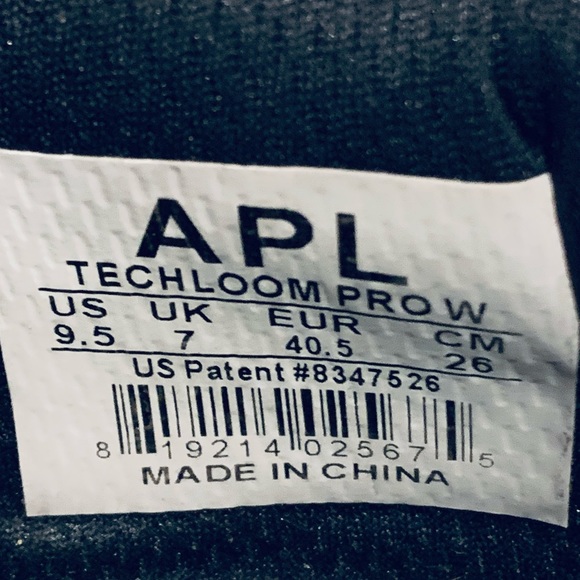 APL
TECHLOOM PRO W
US UK EUR CM
9.5 7 40.5 26
US Patent #8347526
8 19214 02567 5
MADE IN CHINA